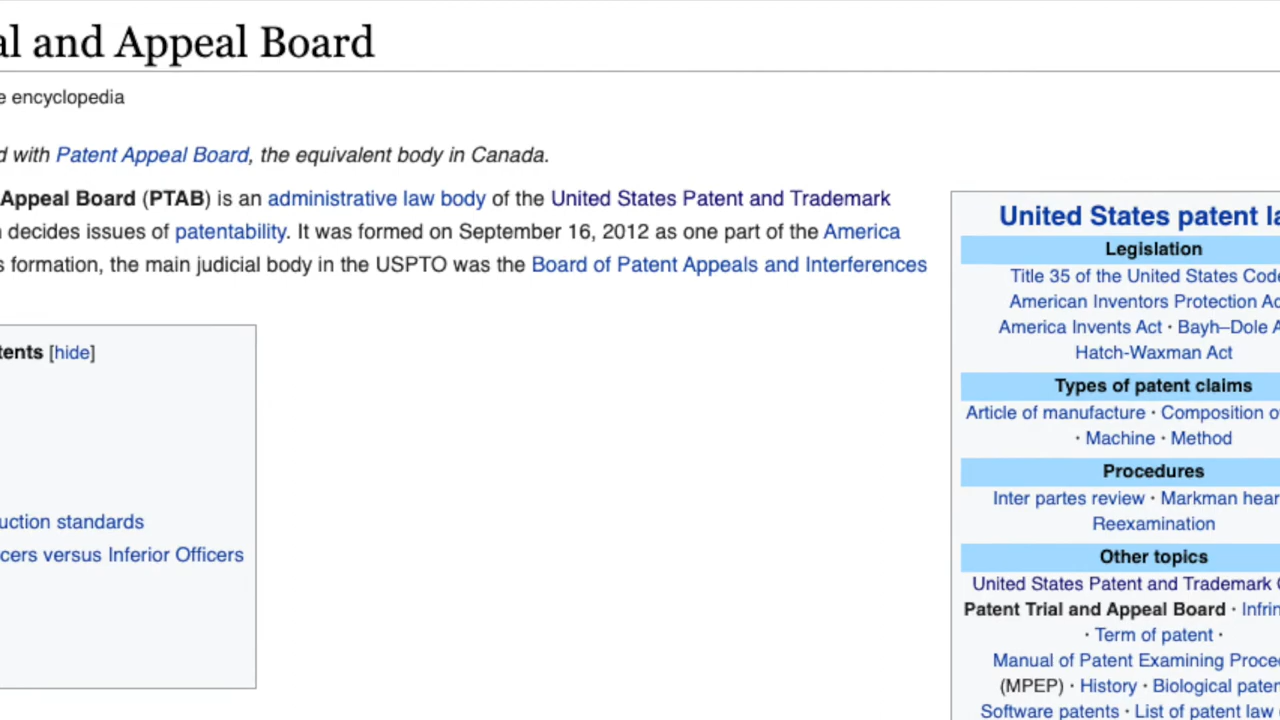 al and Appeal Board
e encyclopedia
d with Patent Appeal Board, the equivalent body in Canada.
Appeal Board (PTAB) is an administrative law body of the United States Patent and Trademark
decides issues of patentability. It was formed on September 16, 2012 as one part of the America
s formation, the main judicial body in the USPTO was the Board of Patent Appeals and Interferences
tents [hide]
uction standards
cers versus Inferior Officers
United States patent la
Legislation
Title 35 of the United States Code
American Inventors Protection Ac
America Invents Act · Bayh–Dole A
Hatch-Waxman Act
Types of patent claims
Article of manufacture · Composition o
· Machine · Method
Procedures
Inter partes review · Markman hear
Reexamination
Other topics
United States Patent and Trademark
Patent Trial and Appeal Board · Infrin
· Term of patent ·
Manual of Patent Examining Proce
(MPEP) · History · Biological paten
Software patents · List of patent law